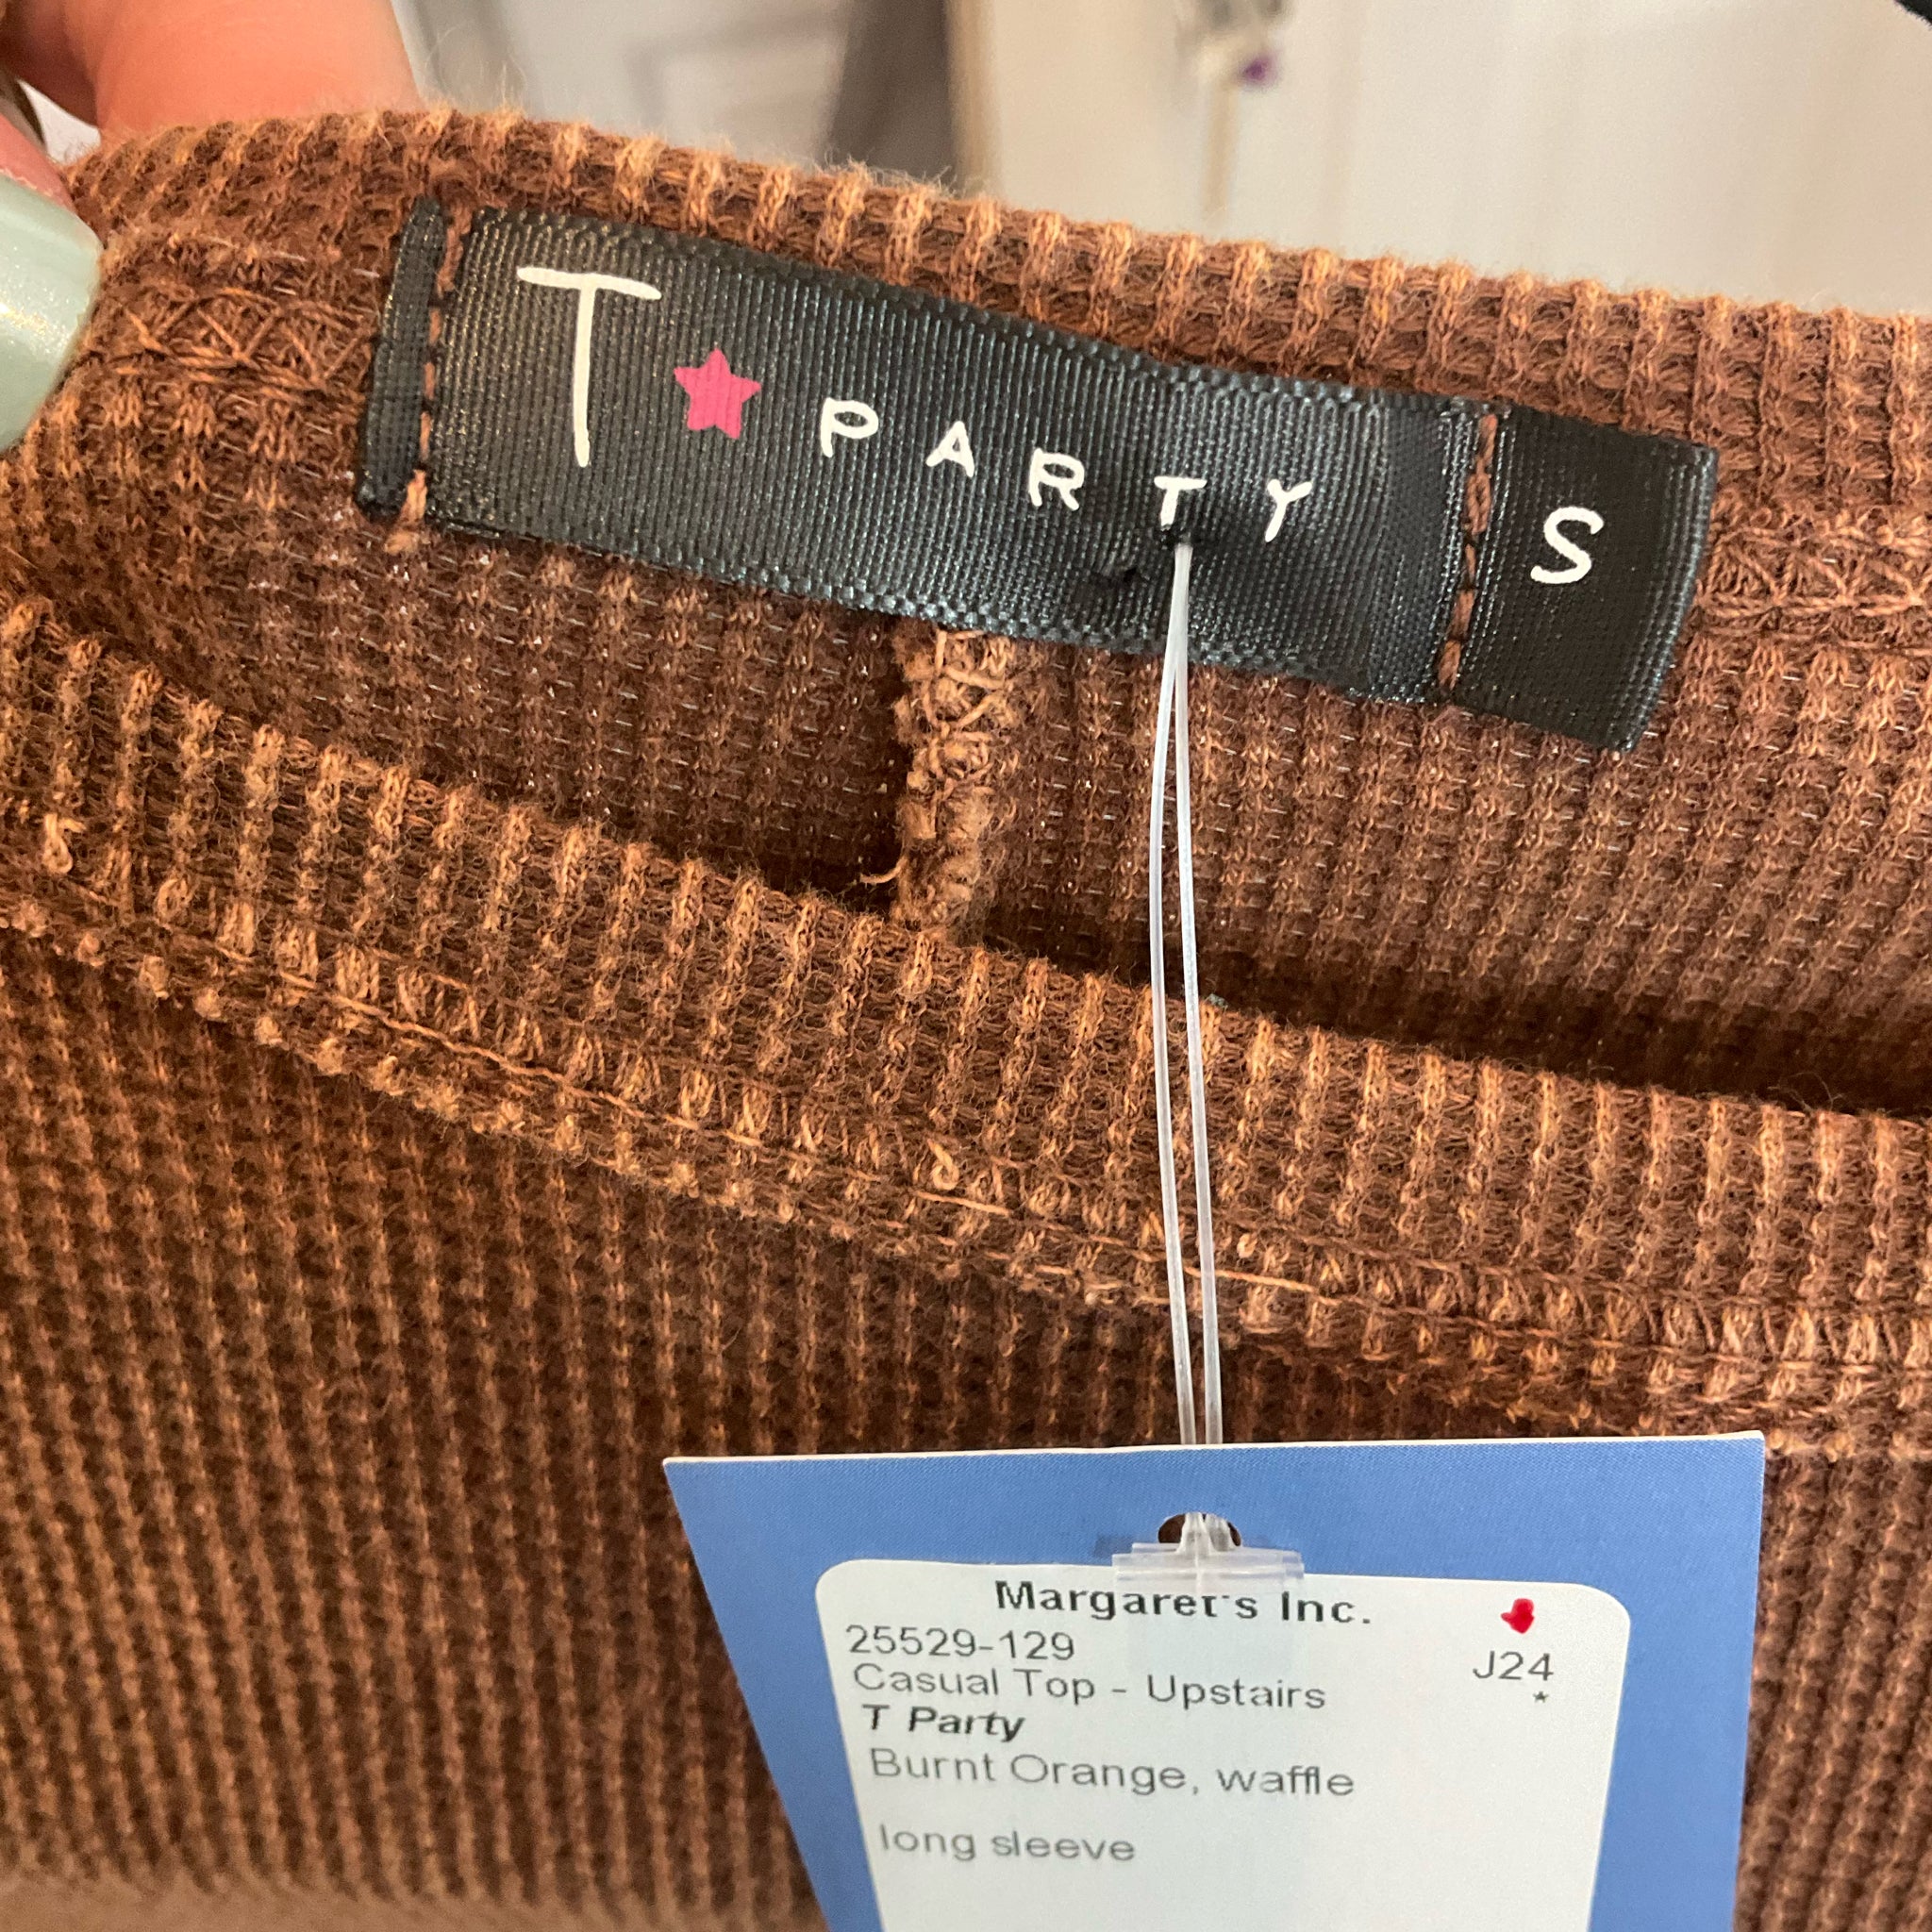 T PARTY S
Margaret's Inc.
25529-129
J24
Casual Top - Upstairs
*
T Party
Burnt Orange, waffle
long sleeve